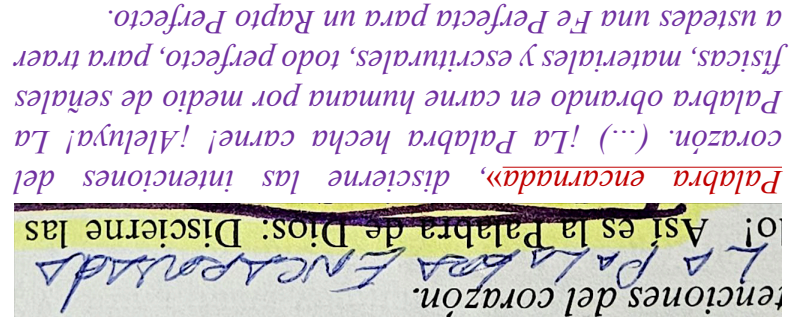 tenciones del corazón.
LA PALABRA ENCARNADA
lo! Así es la Palabra de Dios: Discierne las
Palabra encarnada», discierne las intenciones del
corazón. (...) ¡La Palabra hecha carne! ¡Aleluya! La
Palabra obrando en carne humana por medio de señales
físicas, materiales y escriturales, todo perfecto, para traer
a ustedes una Fe Perfecta para un Rapto Perfecto.